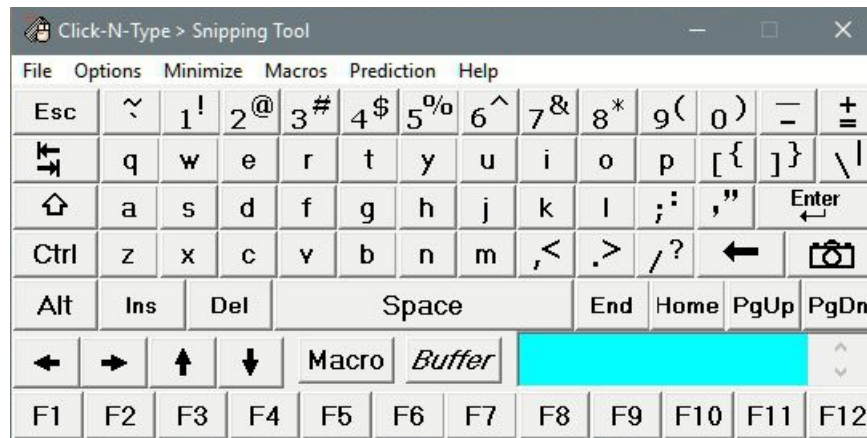 Click-N-Type > Snipping Tool
File Options Minimize Macros Prediction Help
Esc ~ ` 1! 2@ 3# 4$ 5% 6^ 7& 8* 9( 0) _ - + =
q w e r t y u i o p [{ ]} \|
a s d f g h j k l ;: ,” Enter
Ctrl z x c v b n m ,< .> /?
Alt Ins Del Space End Home PgUp PgDn
Macro Buffer
F1 F2 F3 F4 F5 F6 F7 F8 F9 F10 F11 F12